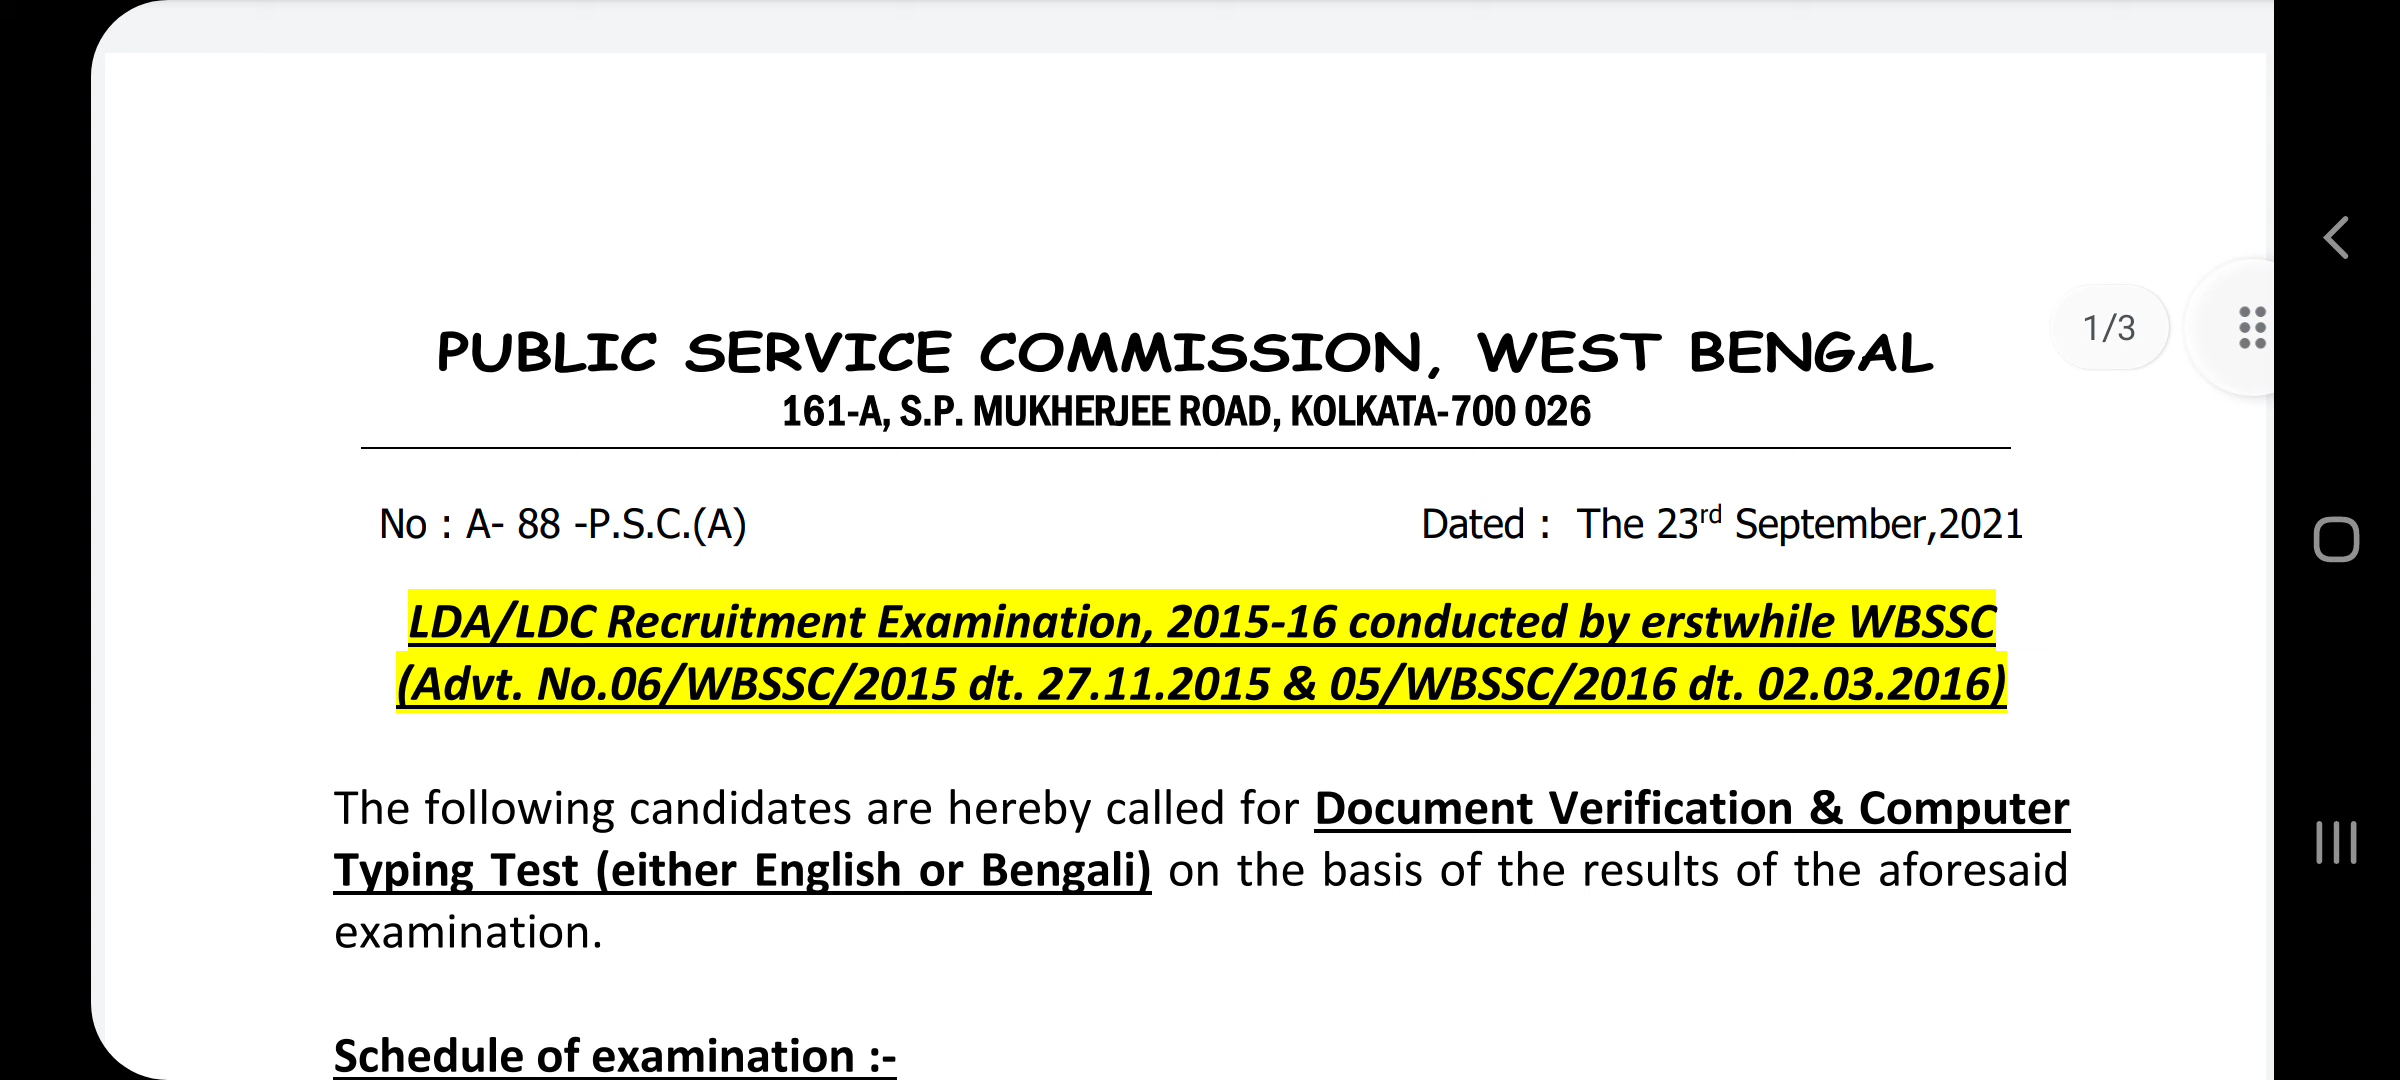 PUBLIC SERVICE COMMISSION, WEST BENGAL
1/3
161-A, S.P. MUKHERJEE ROAD, KOLKATA-700 026
No : A- 88 -P.S.C.(A) Dated : The 23rd September,2021
LDA/LDC Recruitment Examination, 2015-16 conducted by erstwhile WBSSC
(Advt. No.06/WBSSC/2015 dt. 27.11.2015 & 05/WBSSC/2016 dt. 02.03.2016)
The following candidates are hereby called for Document Verification & Computer
Typing Test (either English or Bengali) on the basis of the results of the aforesaid
examination.
Schedule of examination :-